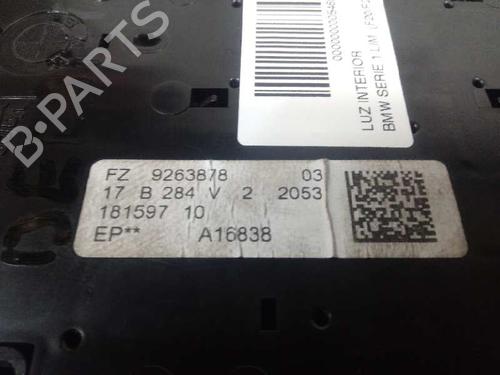 B-PARTS
LUZ INTERIOR
BMW SERIE 1 LIM.
FZ 9263878 03
17 B 284 V 2 2053
181597 10
EP** A16838